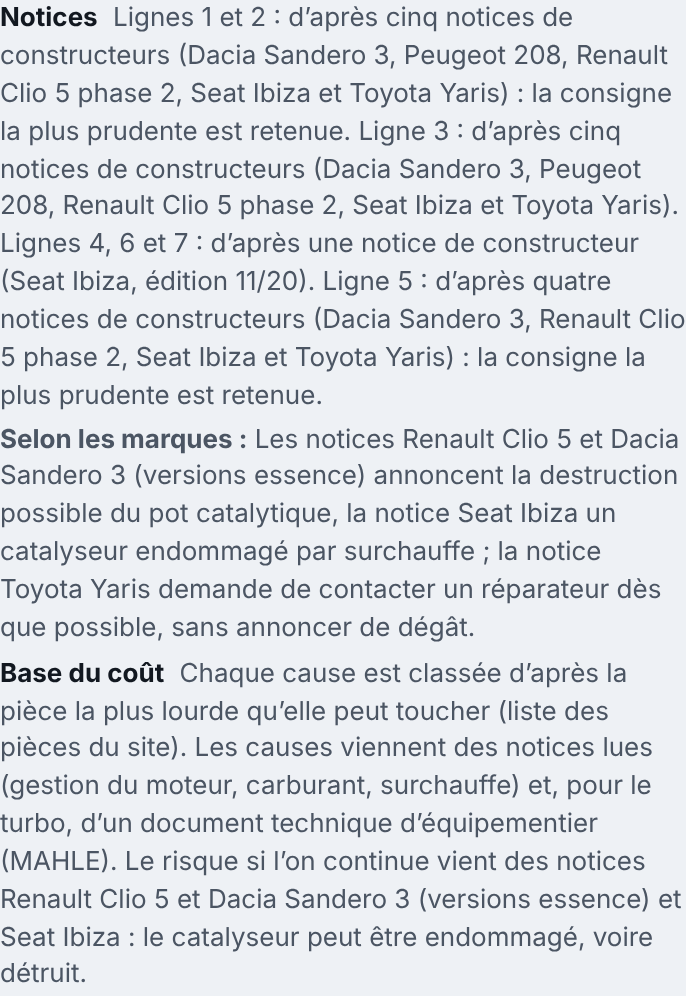 Notices Lignes 1 et 2 : d’après cinq notices de
constructeurs (Dacia Sandero 3, Peugeot 208, Renault
Clio 5 phase 2, Seat Ibiza et Toyota Yaris) : la consigne
la plus prudente est retenue. Ligne 3 : d’après cinq
notices de constructeurs (Dacia Sandero 3, Peugeot
208, Renault Clio 5 phase 2, Seat Ibiza et Toyota Yaris).
Lignes 4, 6 et 7 : d’après une notice de constructeur
(Seat Ibiza, édition 11/20). Ligne 5 : d’après quatre
notices de constructeurs (Dacia Sandero 3, Renault Clio
5 phase 2, Seat Ibiza et Toyota Yaris) : la consigne la
plus prudente est retenue.
Selon les marques : Les notices Renault Clio 5 et Dacia
Sandero 3 (versions essence) annoncent la destruction
possible du pot catalytique, la notice Seat Ibiza un
catalyseur endommagé par surchauffe ; la notice
Toyota Yaris demande de contacter un réparateur dès
que possible, sans annoncer de dégât.
Base du coût Chaque cause est classée d’après la
pièce la plus lourde qu’elle peut toucher (liste des
pièces du site). Les causes viennent des notices lues
(gestion du moteur, carburant, surchauffe) et, pour le
turbo, d’un document technique d’équipementier
(MAHLE). Le risque si l’on continue vient des notices
Renault Clio 5 et Dacia Sandero 3 (versions essence) et
Seat Ibiza : le catalyseur peut être endommagé, voire
détruit.